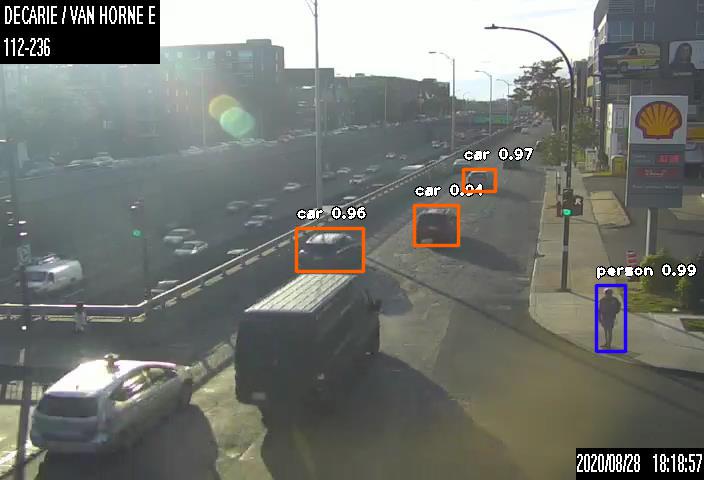 DECARIE / VAN HORNE E
112-236
car 0.97
car 0.94
car 0.96
person 0.99
Shell
2020/08/28 18:18:57